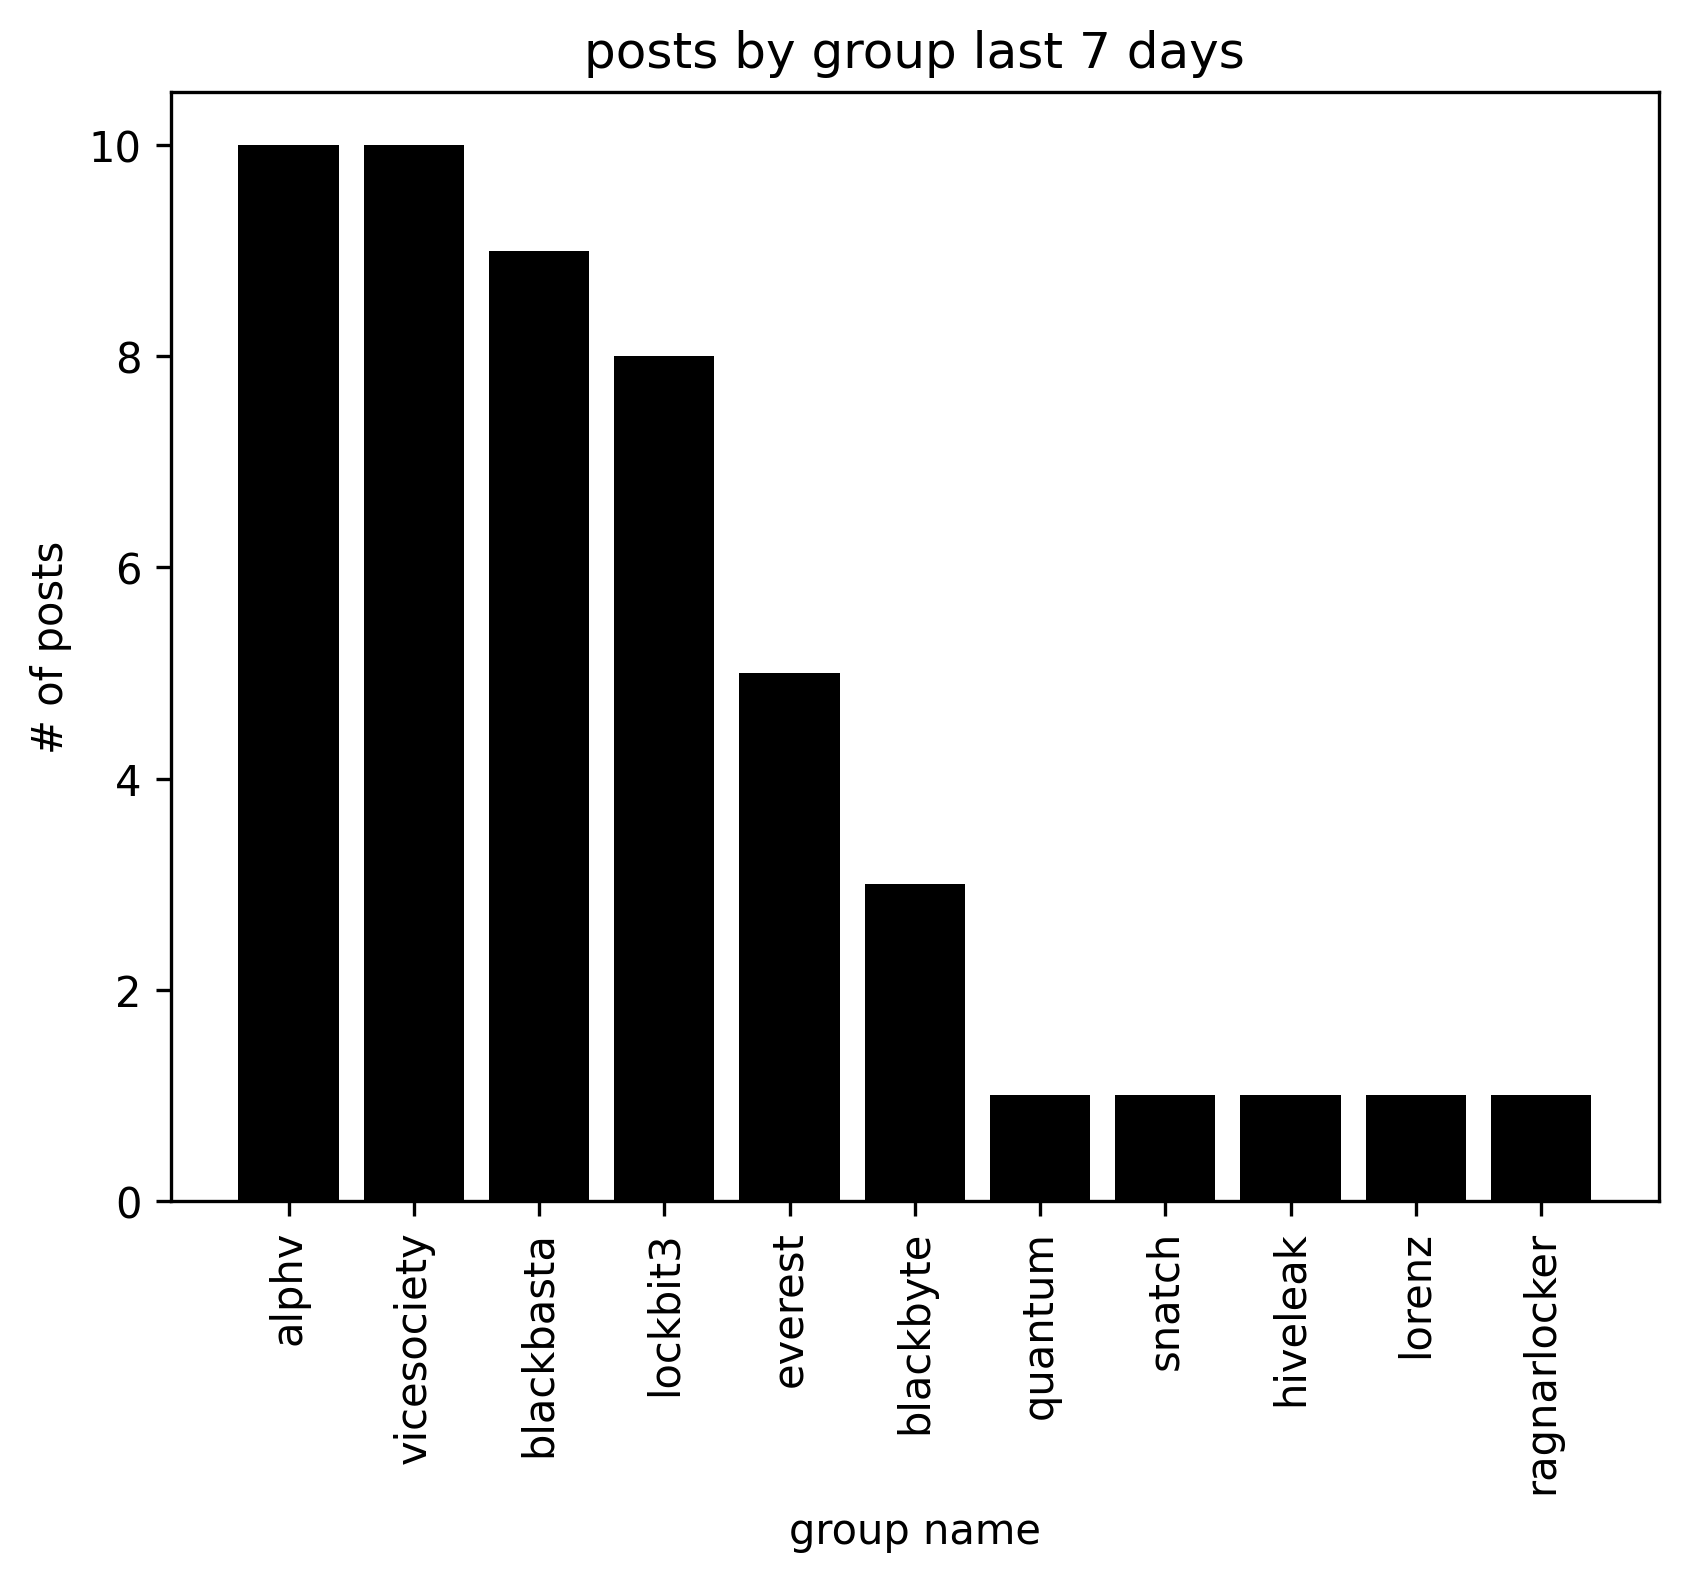 posts by group last 7 days
10
8
6
4
2
0
# of posts
alphv
vicesociety
blackbasta
lockbit3
everest
blackbyte
quantum
snatch
hiveleak
lorenz
ragnarlocker
group name